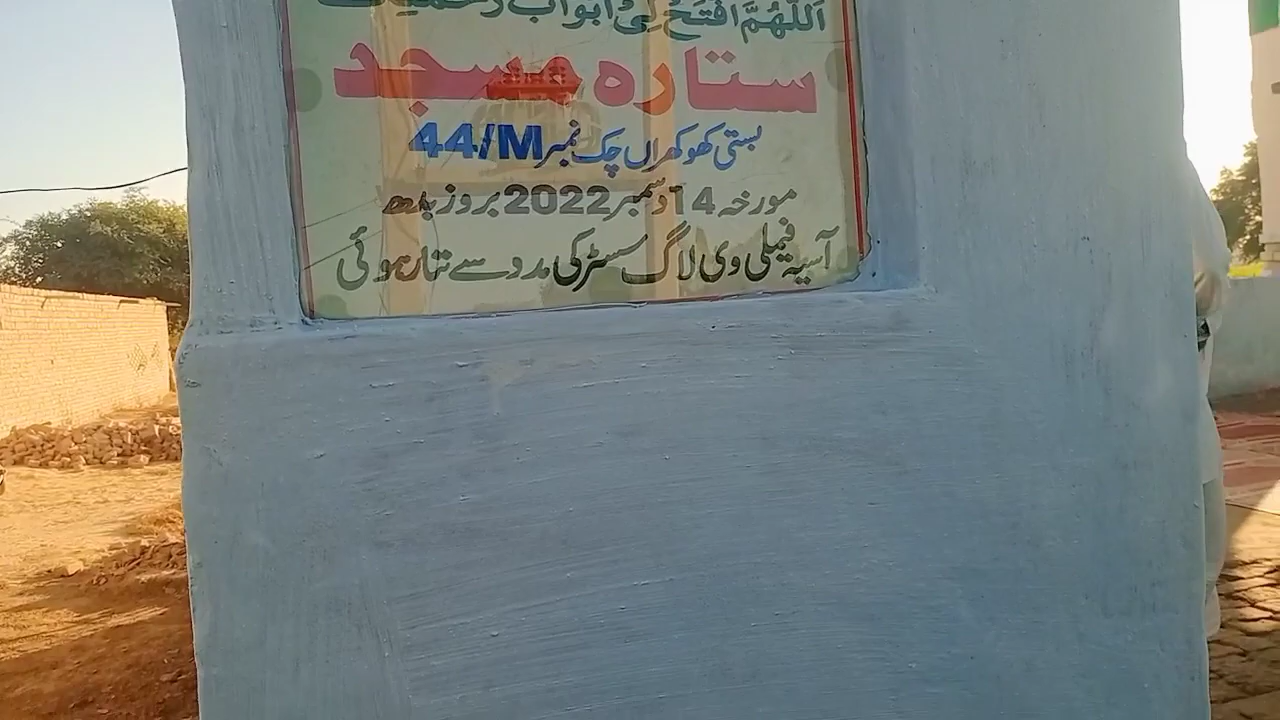 اَللّٰهُمَّ افْتَحْ لِیْ اَبْوَابَ رَحْمَتِكَ
ستارہ مسجد
بستی کھوکھراں چک نمبر 44/M
مورخہ 14 دسمبر 2022 بروز بدھ
آسیہ فیملی وی لاگ سسٹر کی مدد سے تیار ہوئی